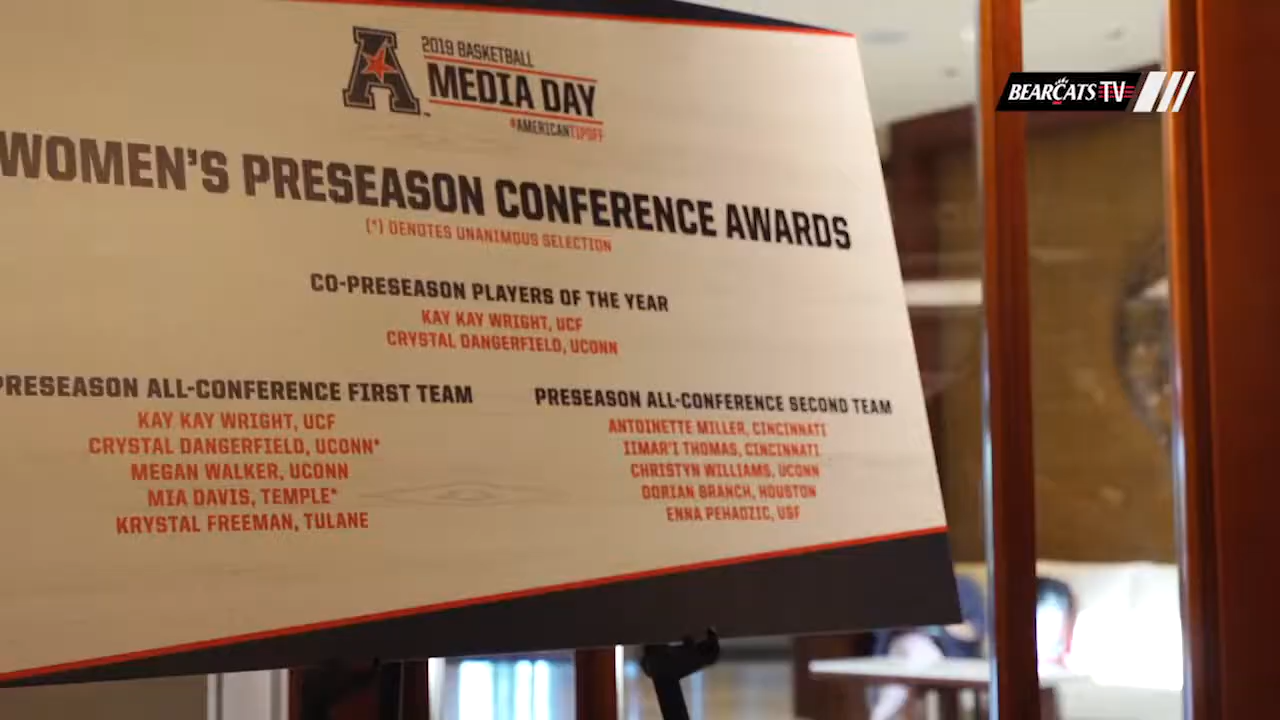 2019 BASKETBALL
MEDIA DAY
#AMERICANTIPOFF
BEARCATS TV
WOMEN'S PRESEASON CONFERENCE AWARDS
(*) DENOTES UNANIMOUS SELECTION
CO-PRESEASON PLAYERS OF THE YEAR
KAY KAY WRIGHT, UCF
CRYSTAL DANGERFIELD, UCONN
PRESEASON ALL-CONFERENCE FIRST TEAM
KAY KAY WRIGHT, UCF
CRYSTAL DANGERFIELD, UCONN*
MEGAN WALKER, UCONN
MIA DAVIS, TEMPLE*
KRYSTAL FREEMAN, TULANE
PRESEASON ALL-CONFERENCE SECOND TEAM
ANTOINETTE MILLER, CINCINNATI
IIMAR'I THOMAS, CINCINNATI
CHRISTYN WILLIAMS, UCONN
DORIAN BRANCH, HOUSTON
ENNA PEHADZIC, USF